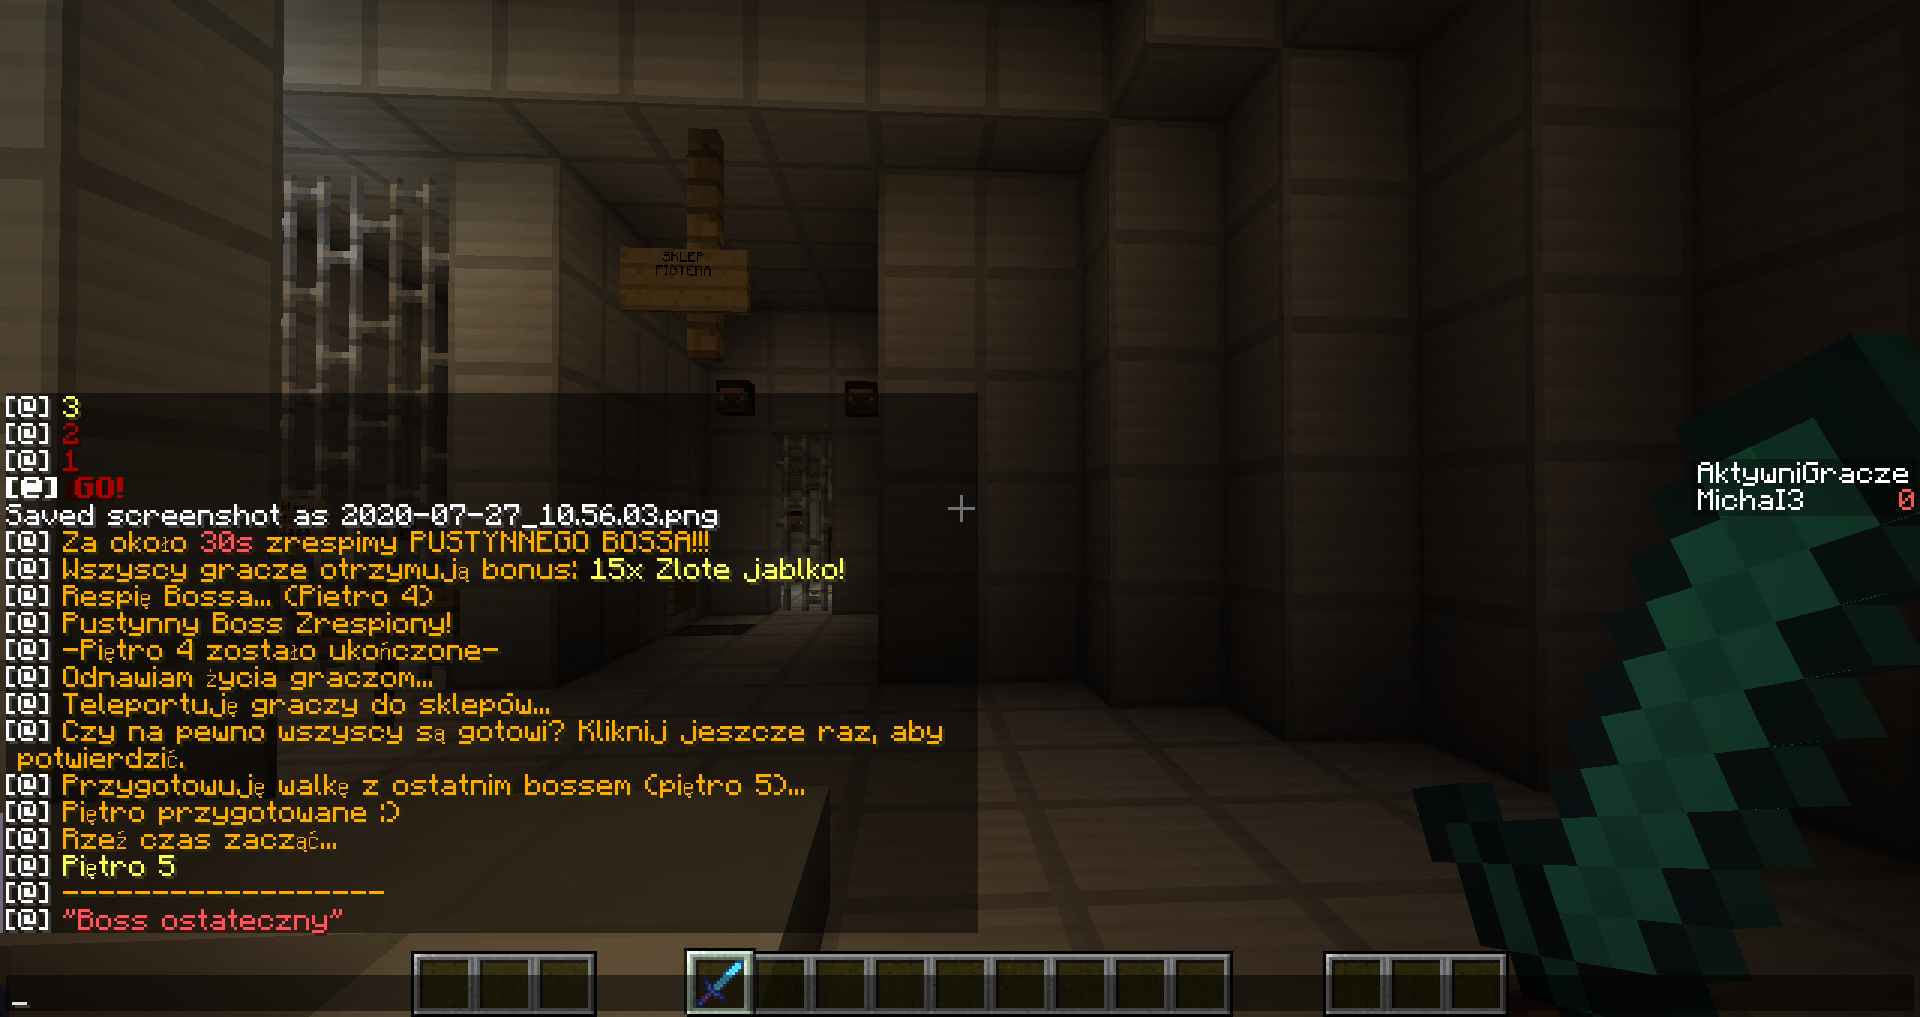 SKLEP
FIGTERA
[@] 3
[@] 2
[@] 1
[@] GO!
Saved screenshot as 2020-07-27_10.56.03.png
[@] Za około 30s zrespimy PUSTYNNEGO BOSSA!!!
[@] Wszyscy gracze otrzymują bonus: 15x Zlote jablko!
[@] Respię Bossa... (Pietro 4)
[@] Pustynny Boss Zrespiony!
[@] -Piętro 4 zostało ukończone-
[@] Odnawiam życia graczom...
[@] Teleportuję graczy do sklepów...
[@] Czy na pewno wszyscy są gotowi? Kliknij jeszcze raz, aby
potwierdzić.
[@] Przygotowuję walkę z ostatnim bossem (piętro 5)...
[@] Piętro przygotowane :)
[@] Rzeź czas zacząć...
[@] Piętro 5
[@] ------------------
[@] "Boss ostateczny"
_
AktywniGracze
MichaI3 0